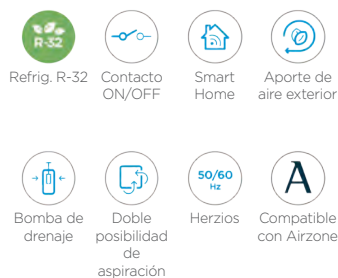 R-32
Refrig. R-32
Contacto
ON/OFF
Smart
Home
Aporte de
aire exterior
Bomba de
drenaje
Doble
posibilidad
de
aspiración
50/60
Hz
Herzios
A
Compatible
con Airzone